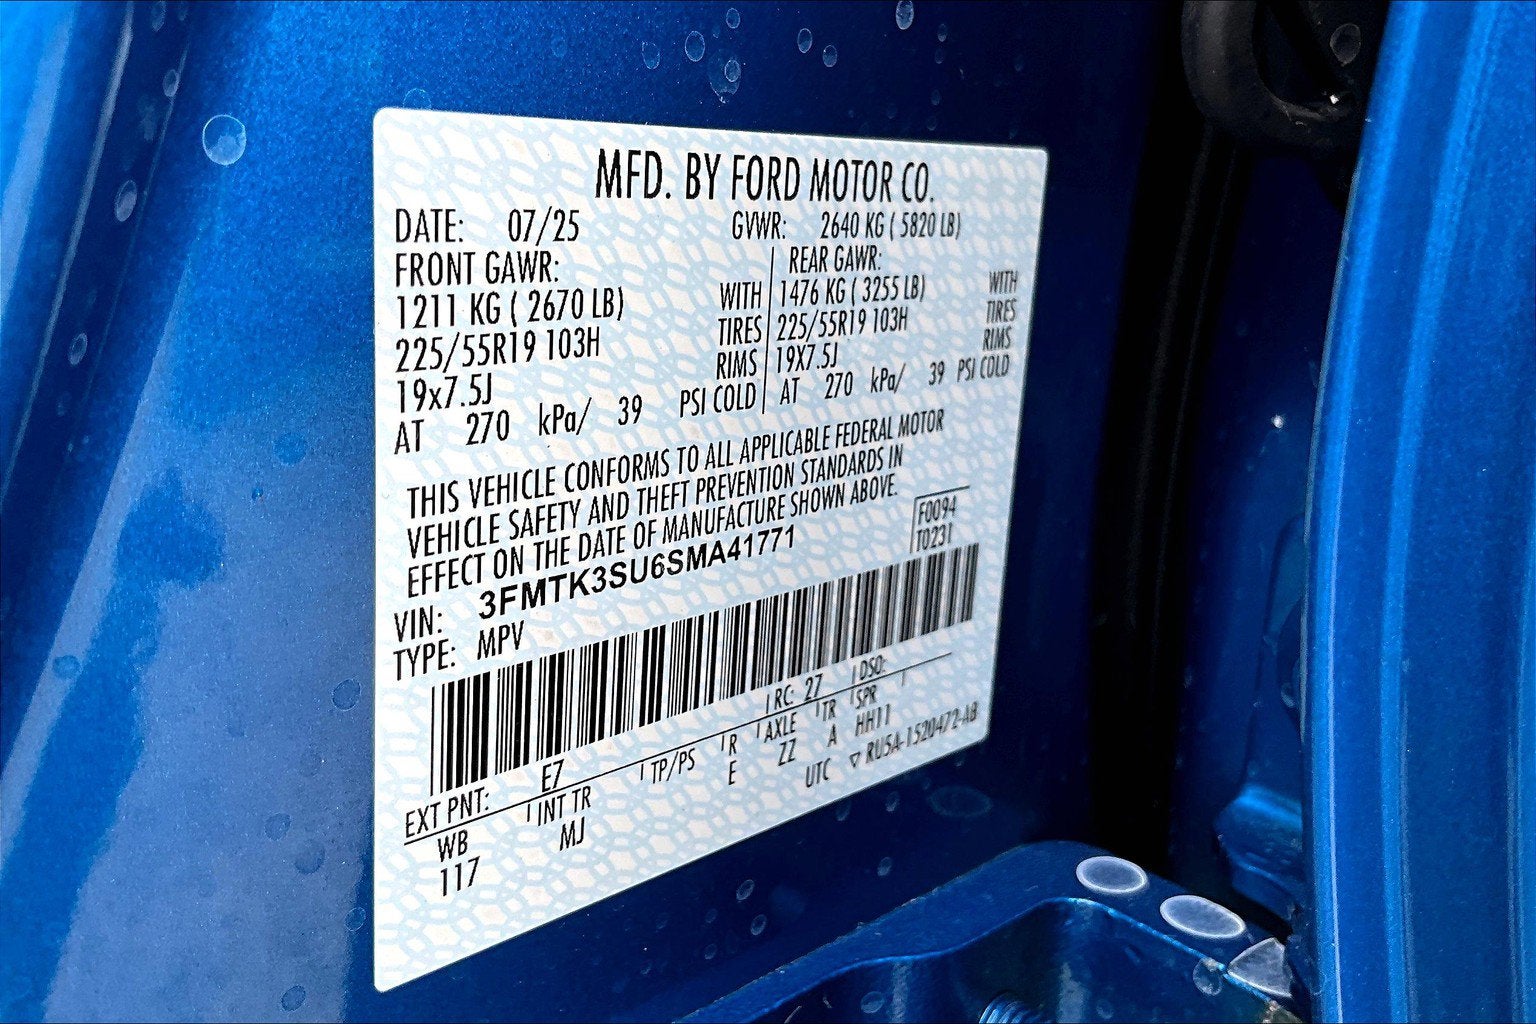 MFD. BY FORD MOTOR CO.
DATE: 07/25 GVWR: 2640 KG ( 5820 LB)
FRONT GAWR: REAR GAWR:
1211 KG ( 2670 LB) WITH 1476 KG ( 3255 LB) WITH
225/55R19 103H TIRES 225/55R19 103H TIRES
19x7.5J RIMS 19X7.5J RIMS
AT 270 kPa/ 39 PSI COLD AT 270 kPa/ 39 PSI COLD
THIS VEHICLE CONFORMS TO ALL APPLICABLE FEDERAL MOTOR
VEHICLE SAFETY AND THEFT PREVENTION STANDARDS IN
EFFECT ON THE DATE OF MANUFACTURE SHOWN ABOVE.
F0094
T0231
VIN: 3FMTK3SU6SMA41771
TYPE: MPV
EXT PNT: E7 RC: 27 DSO:
WB INT TR TP/PS R AXLE TR SPR
117 MJ E ZZ A HH11
UTC ▽ RU5A-1520472-AB